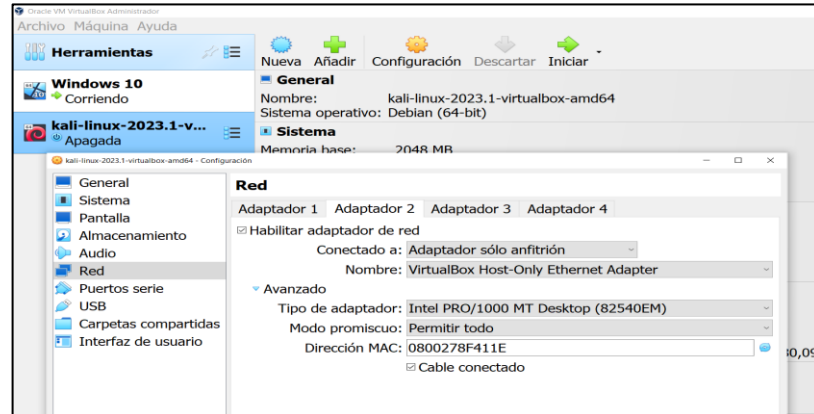 Oracle VM VirtualBox Administrador
Archivo Máquina Ayuda
Herramientas
Nueva Añadir Configuración Descartar Iniciar
Windows 10
Corriendo
General
Nombre: kali-linux-2023.1-virtualbox-amd64
Sistema operativo: Debian (64-bit)
kali-linux-2023.1-v...
Apagada
Sistema
Memoria base: 2048 MB
kali-linux-2023.1-virtualbox-amd64 - Configuración
General
Sistema
Pantalla
Almacenamiento
Audio
Red
Puertos serie
USB
Carpetas compartidas
Interfaz de usuario
Red
Adaptador 1 Adaptador 2 Adaptador 3 Adaptador 4
Habilitar adaptador de red
Conectado a: Adaptador sólo anfitrión
Nombre: VirtualBox Host-Only Ethernet Adapter
Avanzado
Tipo de adaptador: Intel PRO/1000 MT Desktop (82540EM)
Modo promiscuo: Permitir todo
Dirección MAC: 0800278F411E
Cable conectado